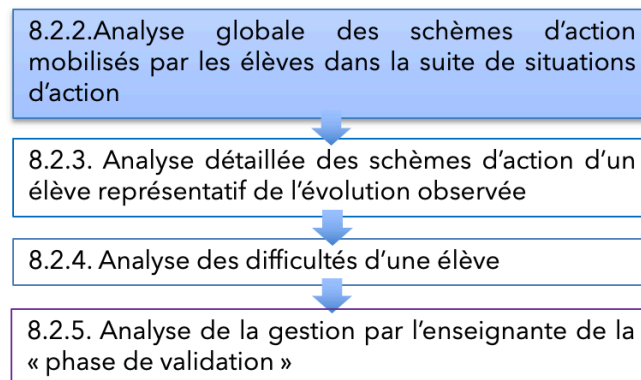 8.2.2.Analyse globale des schèmes d’action
mobilisés par les élèves dans la suite de situations
d’action
8.2.3. Analyse détaillée des schèmes d’action d’un
élève représentatif de l’évolution observée
8.2.4. Analyse des difficultés d’une élève
8.2.5. Analyse de la gestion par l’enseignante de la
« phase de validation »